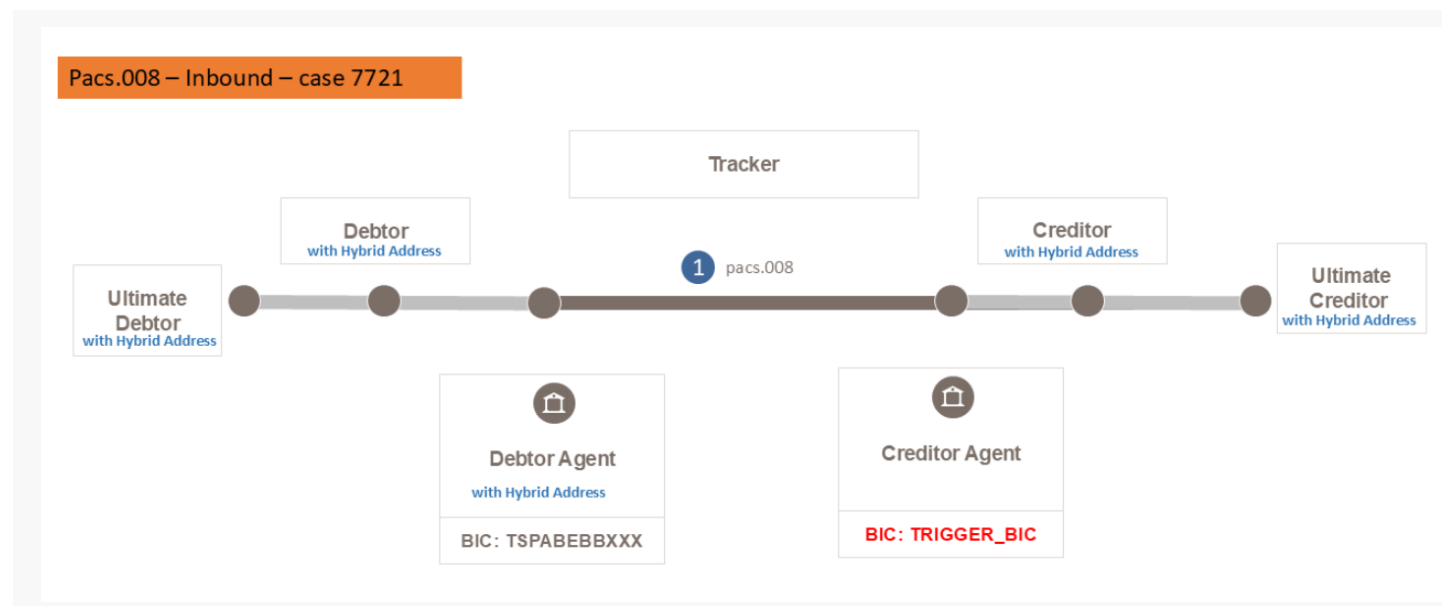 Pacs.008 – Inbound – case 7721
Tracker
Debtor
with Hybrid Address
Creditor
with Hybrid Address
1 pacs.008
Ultimate
Debtor
with Hybrid Address
Ultimate
Creditor
with Hybrid Address
Debtor Agent
with Hybrid Address
BIC: TSPABEBBXXX
Creditor Agent
BIC: TRIGGER_BIC